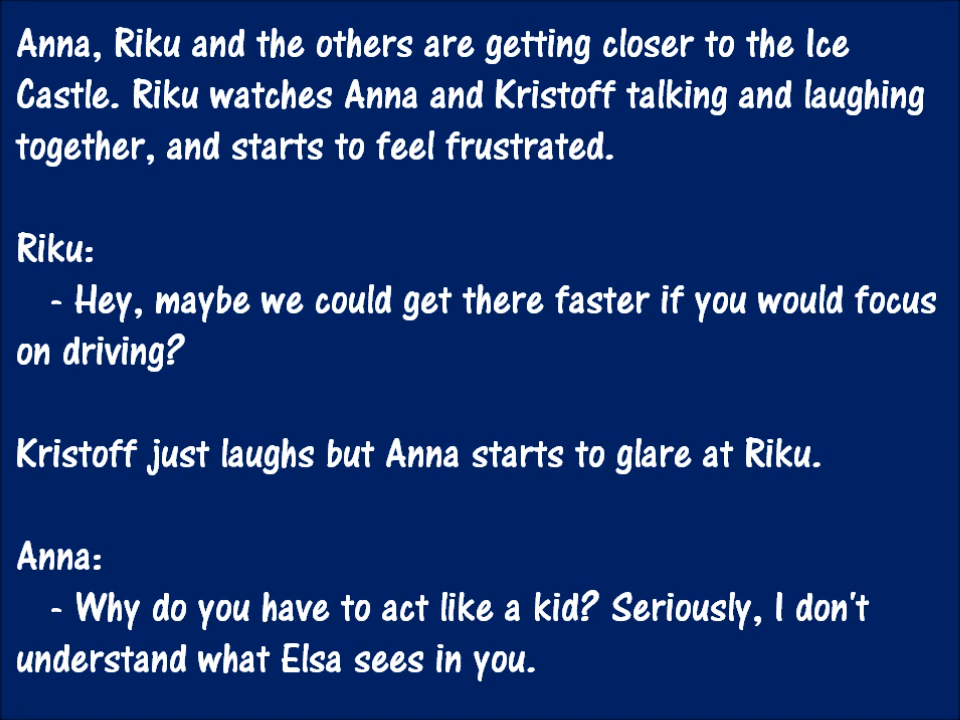 Anna, Riku and the others are getting closer to the Ice
Castle. Riku watches Anna and Kristoff talking and laughing
together, and starts to feel frustrated.
Riku:
- Hey, maybe we could get there faster if you would focus
on driving?
Kristoff just laughs but Anna starts to glare at Riku.
Anna:
- Why do you have to act like a kid? Seriously, I don't
understand what Elsa sees in you.